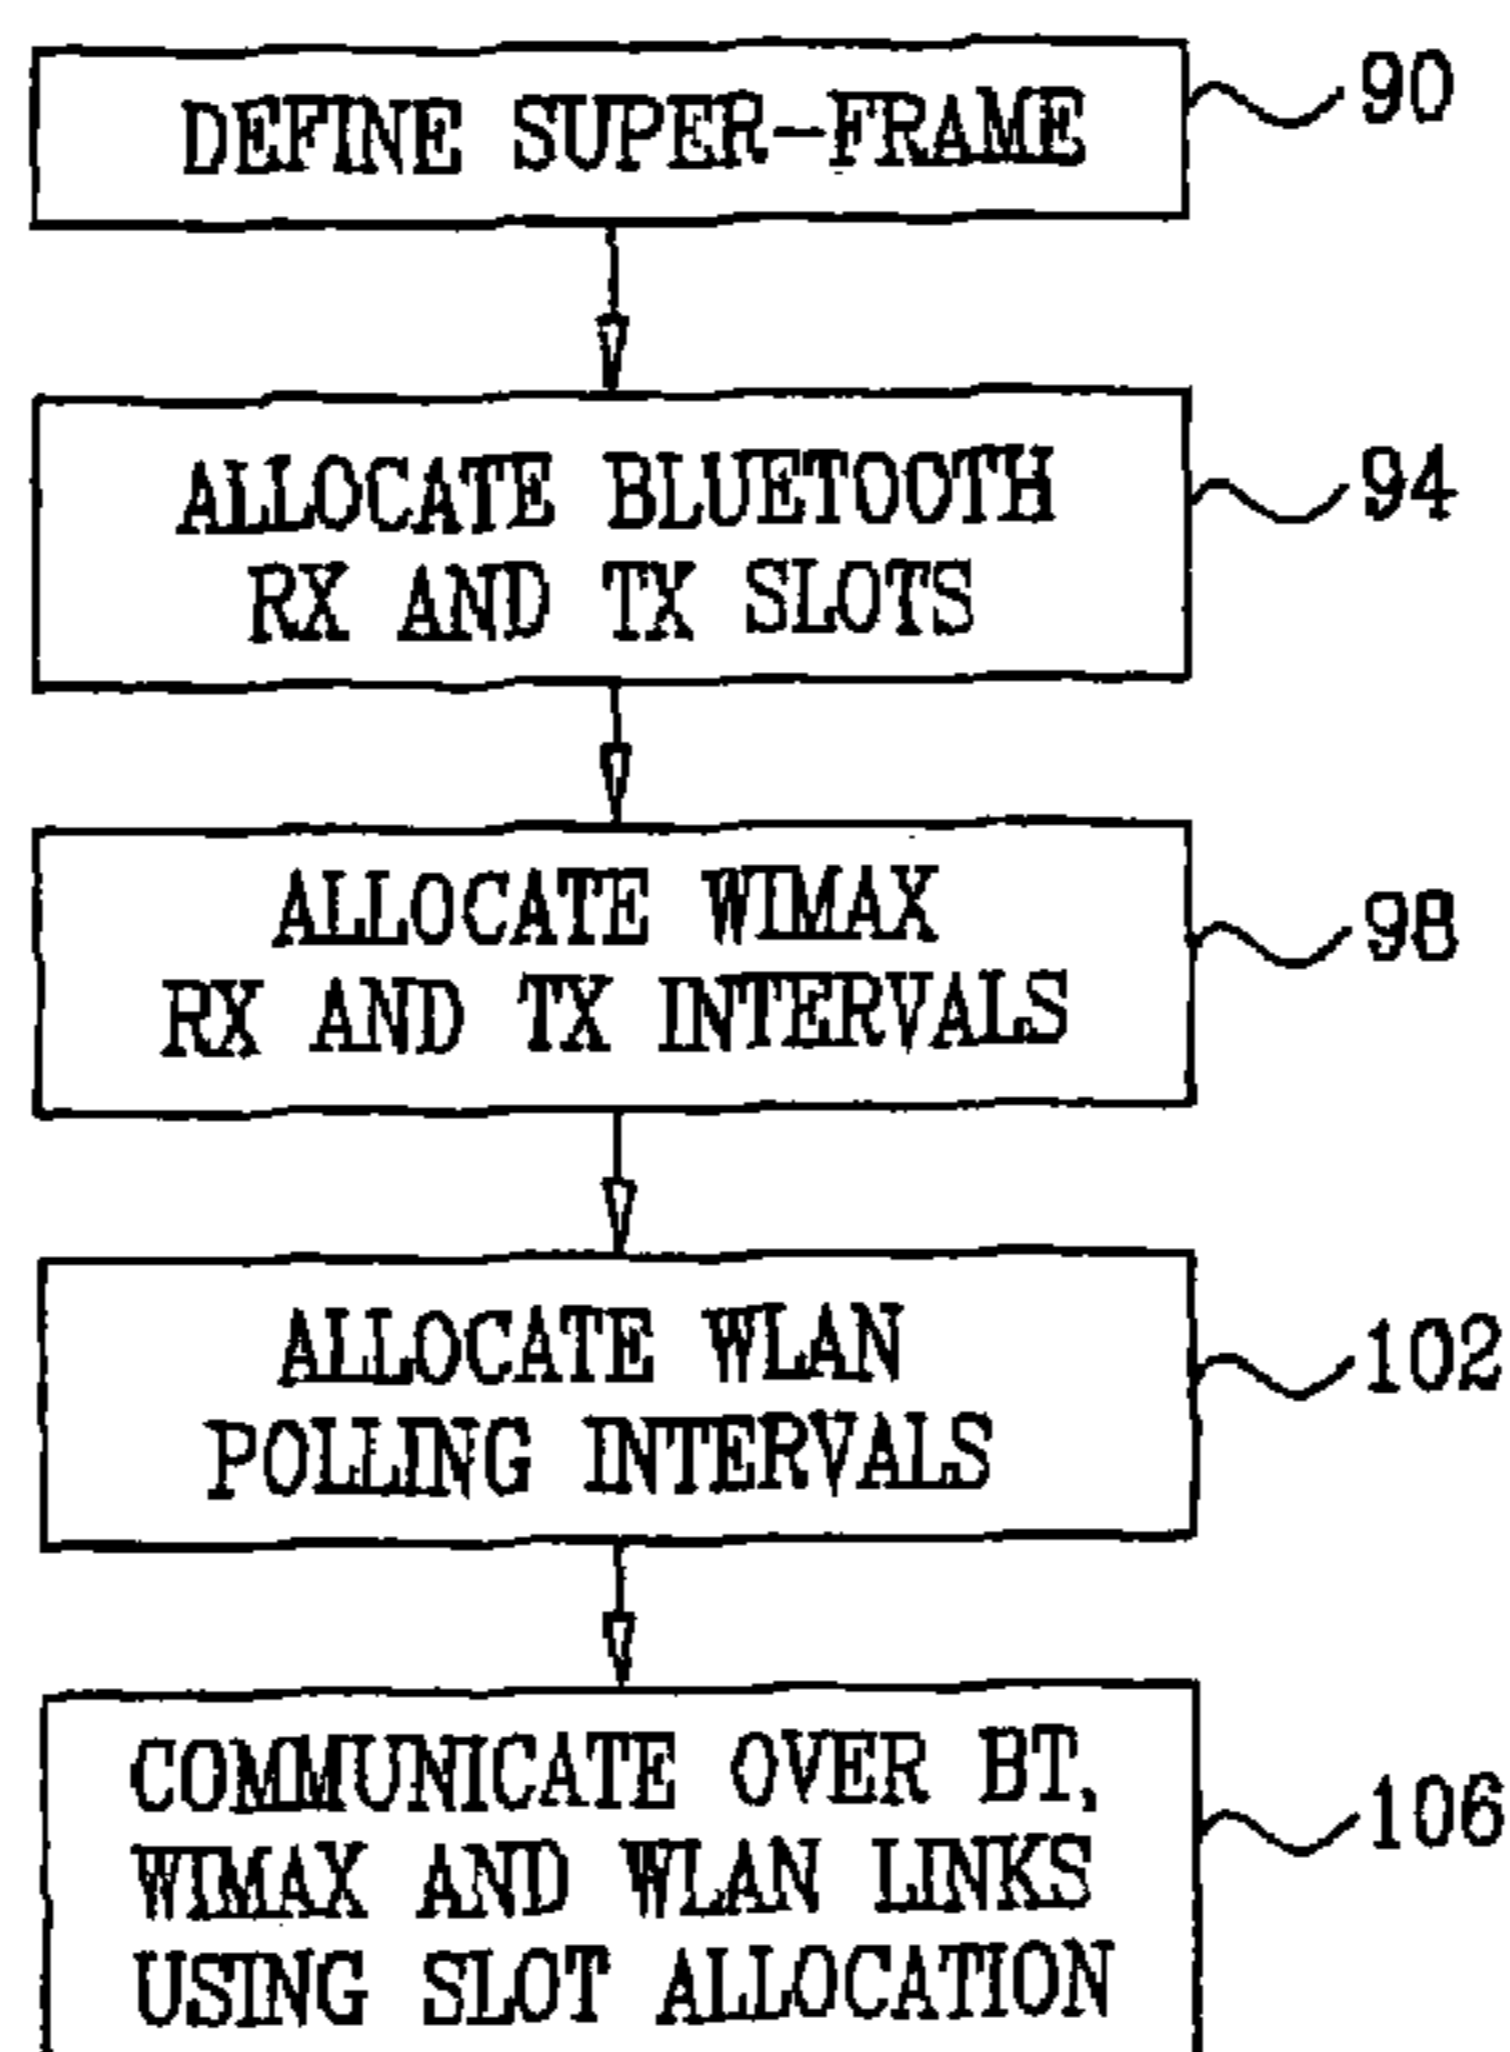 DEFINE SUPER-FRAME
90
ALLOCATE BLUETOOTH
RX AND TX SLOTS
94
ALLOCATE WIMAX
RX AND TX INTERVALS
98
ALLOCATE WLAN
POLLING INTERVALS
102
COMMUNICATE OVER BT,
WIMAX AND WLAN LINKS
USING SLOT ALLOCATION
106